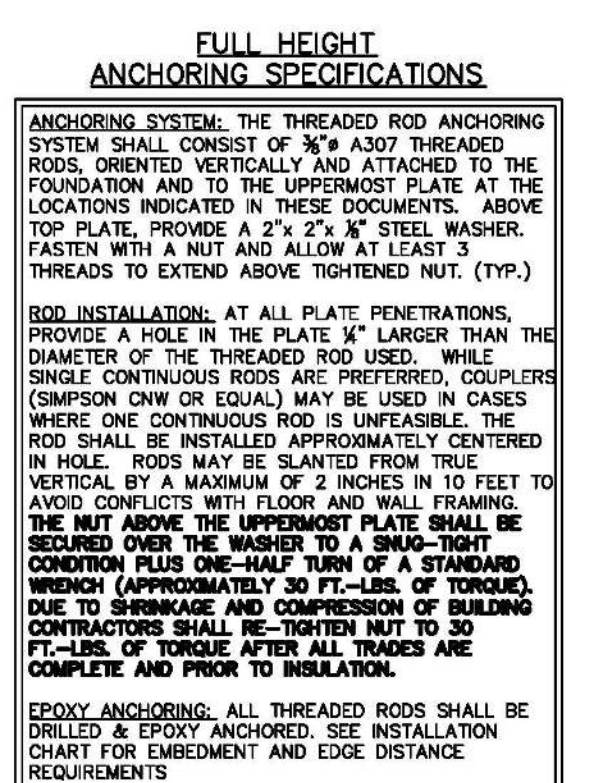 FULL HEIGHT
ANCHORING SPECIFICATIONS
ANCHORING SYSTEM: THE THREADED ROD ANCHORING
SYSTEM SHALL CONSIST OF ⅜"ø A307 THREADED
RODS, ORIENTED VERTICALLY AND ATTACHED TO THE
FOUNDATION AND TO THE UPPERMOST PLATE AT THE
LOCATIONS INDICATED IN THESE DOCUMENTS. ABOVE
TOP PLATE, PROVIDE A 2"x 2"x ⅛" STEEL WASHER.
FASTEN WITH A NUT AND ALLOW AT LEAST 3
THREADS TO EXTEND ABOVE TIGHTENED NUT. (TYP.)
ROD INSTALLATION: AT ALL PLATE PENETRATIONS,
PROVIDE A HOLE IN THE PLATE ¼" LARGER THAN THE
DIAMETER OF THE THREADED ROD USED. WHILE
SINGLE CONTINUOUS RODS ARE PREFERRED, COUPLERS
(SIMPSON CNW OR EQUAL) MAY BE USED IN CASES
WHERE ONE CONTINUOUS ROD IS UNFEASIBLE. THE
ROD SHALL BE INSTALLED APPROXIMATELY CENTERED
IN HOLE. RODS MAY BE SLANTED FROM TRUE
VERTICAL BY A MAXIMUM OF 2 INCHES IN 10 FEET TO
AVOID CONFLICTS WITH FLOOR AND WALL FRAMING.
THE NUT ABOVE THE UPPERMOST PLATE SHALL BE
SECURED OVER THE WASHER TO A SNUG-TIGHT
CONDITION PLUS ONE-HALF TURN OF A STANDARD
WRENCH (APPROXIMATELY 30 FT.-LBS. OF TORQUE).
DUE TO SHRINKAGE AND COMPRESSION OF BUILDING
CONTRACTORS SHALL RE-TIGHTEN NUT TO 30
FT.-LBS. OF TORQUE AFTER ALL TRADES ARE
COMPLETE AND PRIOR TO INSULATION.
EPOXY ANCHORING: ALL THREADED RODS SHALL BE
DRILLED & EPOXY ANCHORED. SEE INSTALLATION
CHART FOR EMBEDMENT AND EDGE DISTANCE
REQUIREMENTS